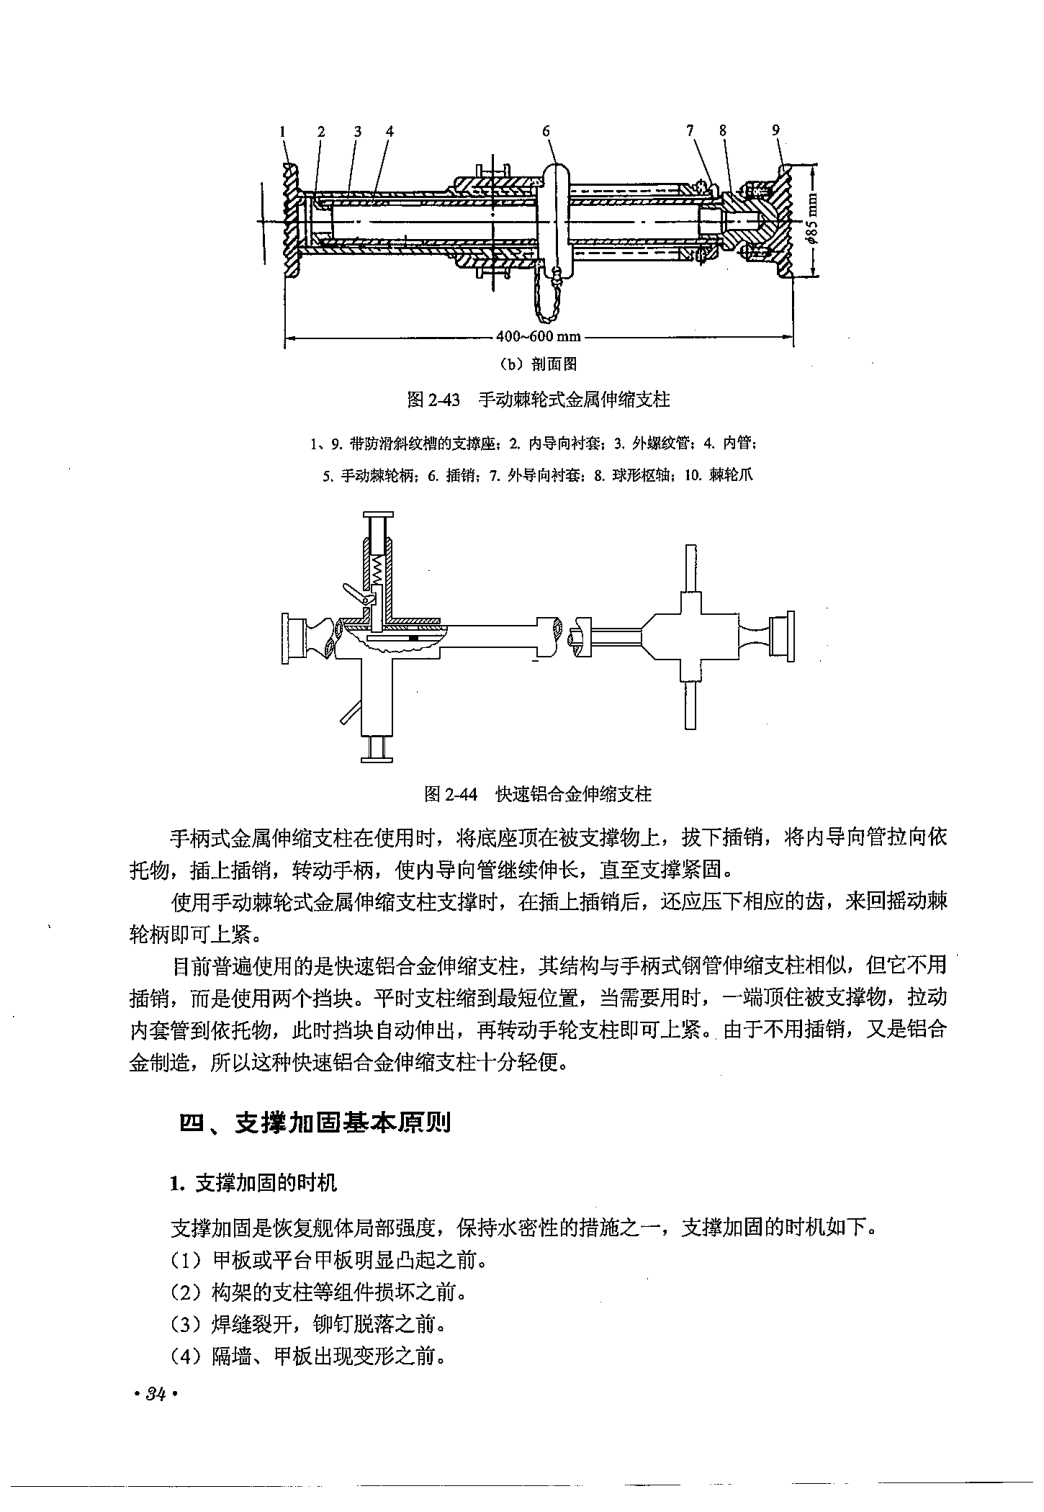 1 2 3 4 6 7 8 9
φ85 mm
400~600 mm
（b）剖面图
图 2-43 手动棘轮式金属伸缩支柱
1、9. 带防滑斜纹槽的支撑座；2. 内导向衬套；3. 外螺纹管；4. 内管；
5. 手动棘轮柄；6. 插销；7. 外导向衬套；8. 球形枢轴；10. 棘轮爪
图 2-44 快速铝合金伸缩支柱
手柄式金属伸缩支柱在使用时，将底座顶在被支撑物上，拔下插销，将内导向管拉向依
托物，插上插销，转动手柄，使内导向管继续伸长，直至支撑紧固。
使用手动棘轮式金属伸缩支柱支撑时，在插上插销后，还应压下相应的齿，来回摇动棘
轮柄即可上紧。
目前普遍使用的是快速铝合金伸缩支柱，其结构与手柄式钢管伸缩支柱相似，但它不用
插销，而是使用两个挡块。平时支柱缩到最短位置，当需要用时，一端顶住被支撑物，拉动
内套管到依托物，此时挡块自动伸出，再转动手轮支柱即可上紧。由于不用插销，又是铝合
金制造，所以这种快速铝合金伸缩支柱十分轻便。
四、支撑加固基本原则
1. 支撑加固的时机
支撑加固是恢复舰体局部强度，保持水密性的措施之一，支撑加固的时机如下。
（1）甲板或平台甲板明显凸起之前。
（2）构架的支柱等组件损坏之前。
（3）焊缝裂开，铆钉脱落之前。
（4）隔墙、甲板出现变形之前。
·34·